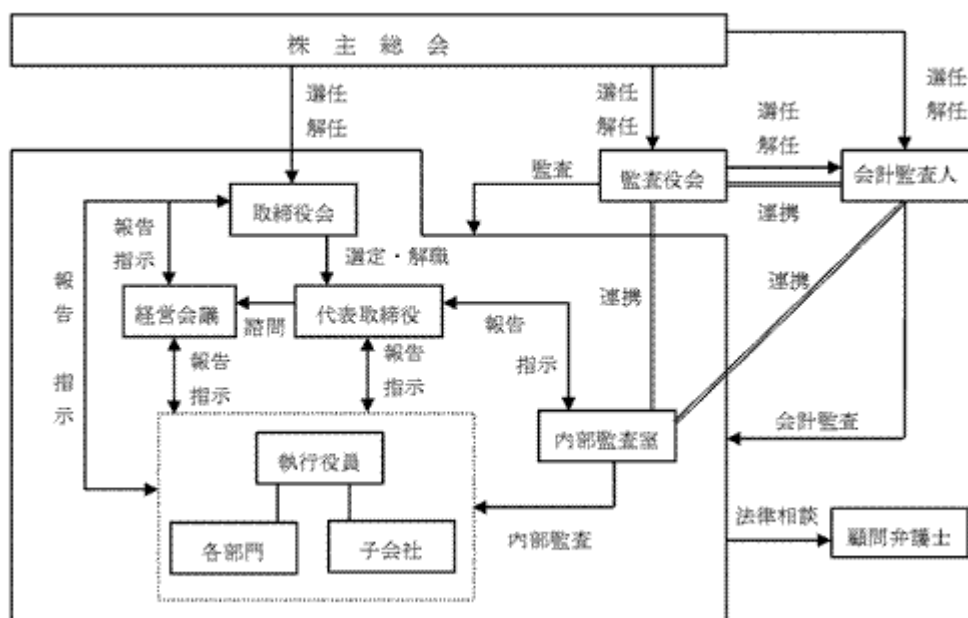 株主総会
選任
解任
選任
解任
選任
解任
選任
解任
監査
監査役会
会計監査人
取締役会
連携
報告
指示
選定・解職
報告
指示
連携
連携
経営会議
諮問
代表取締役
報告
指示
報告
指示
報告
指示
執行役員
内部監査室
会計監査
各部門
子会社
内部監査
法律相談
顧問弁護士